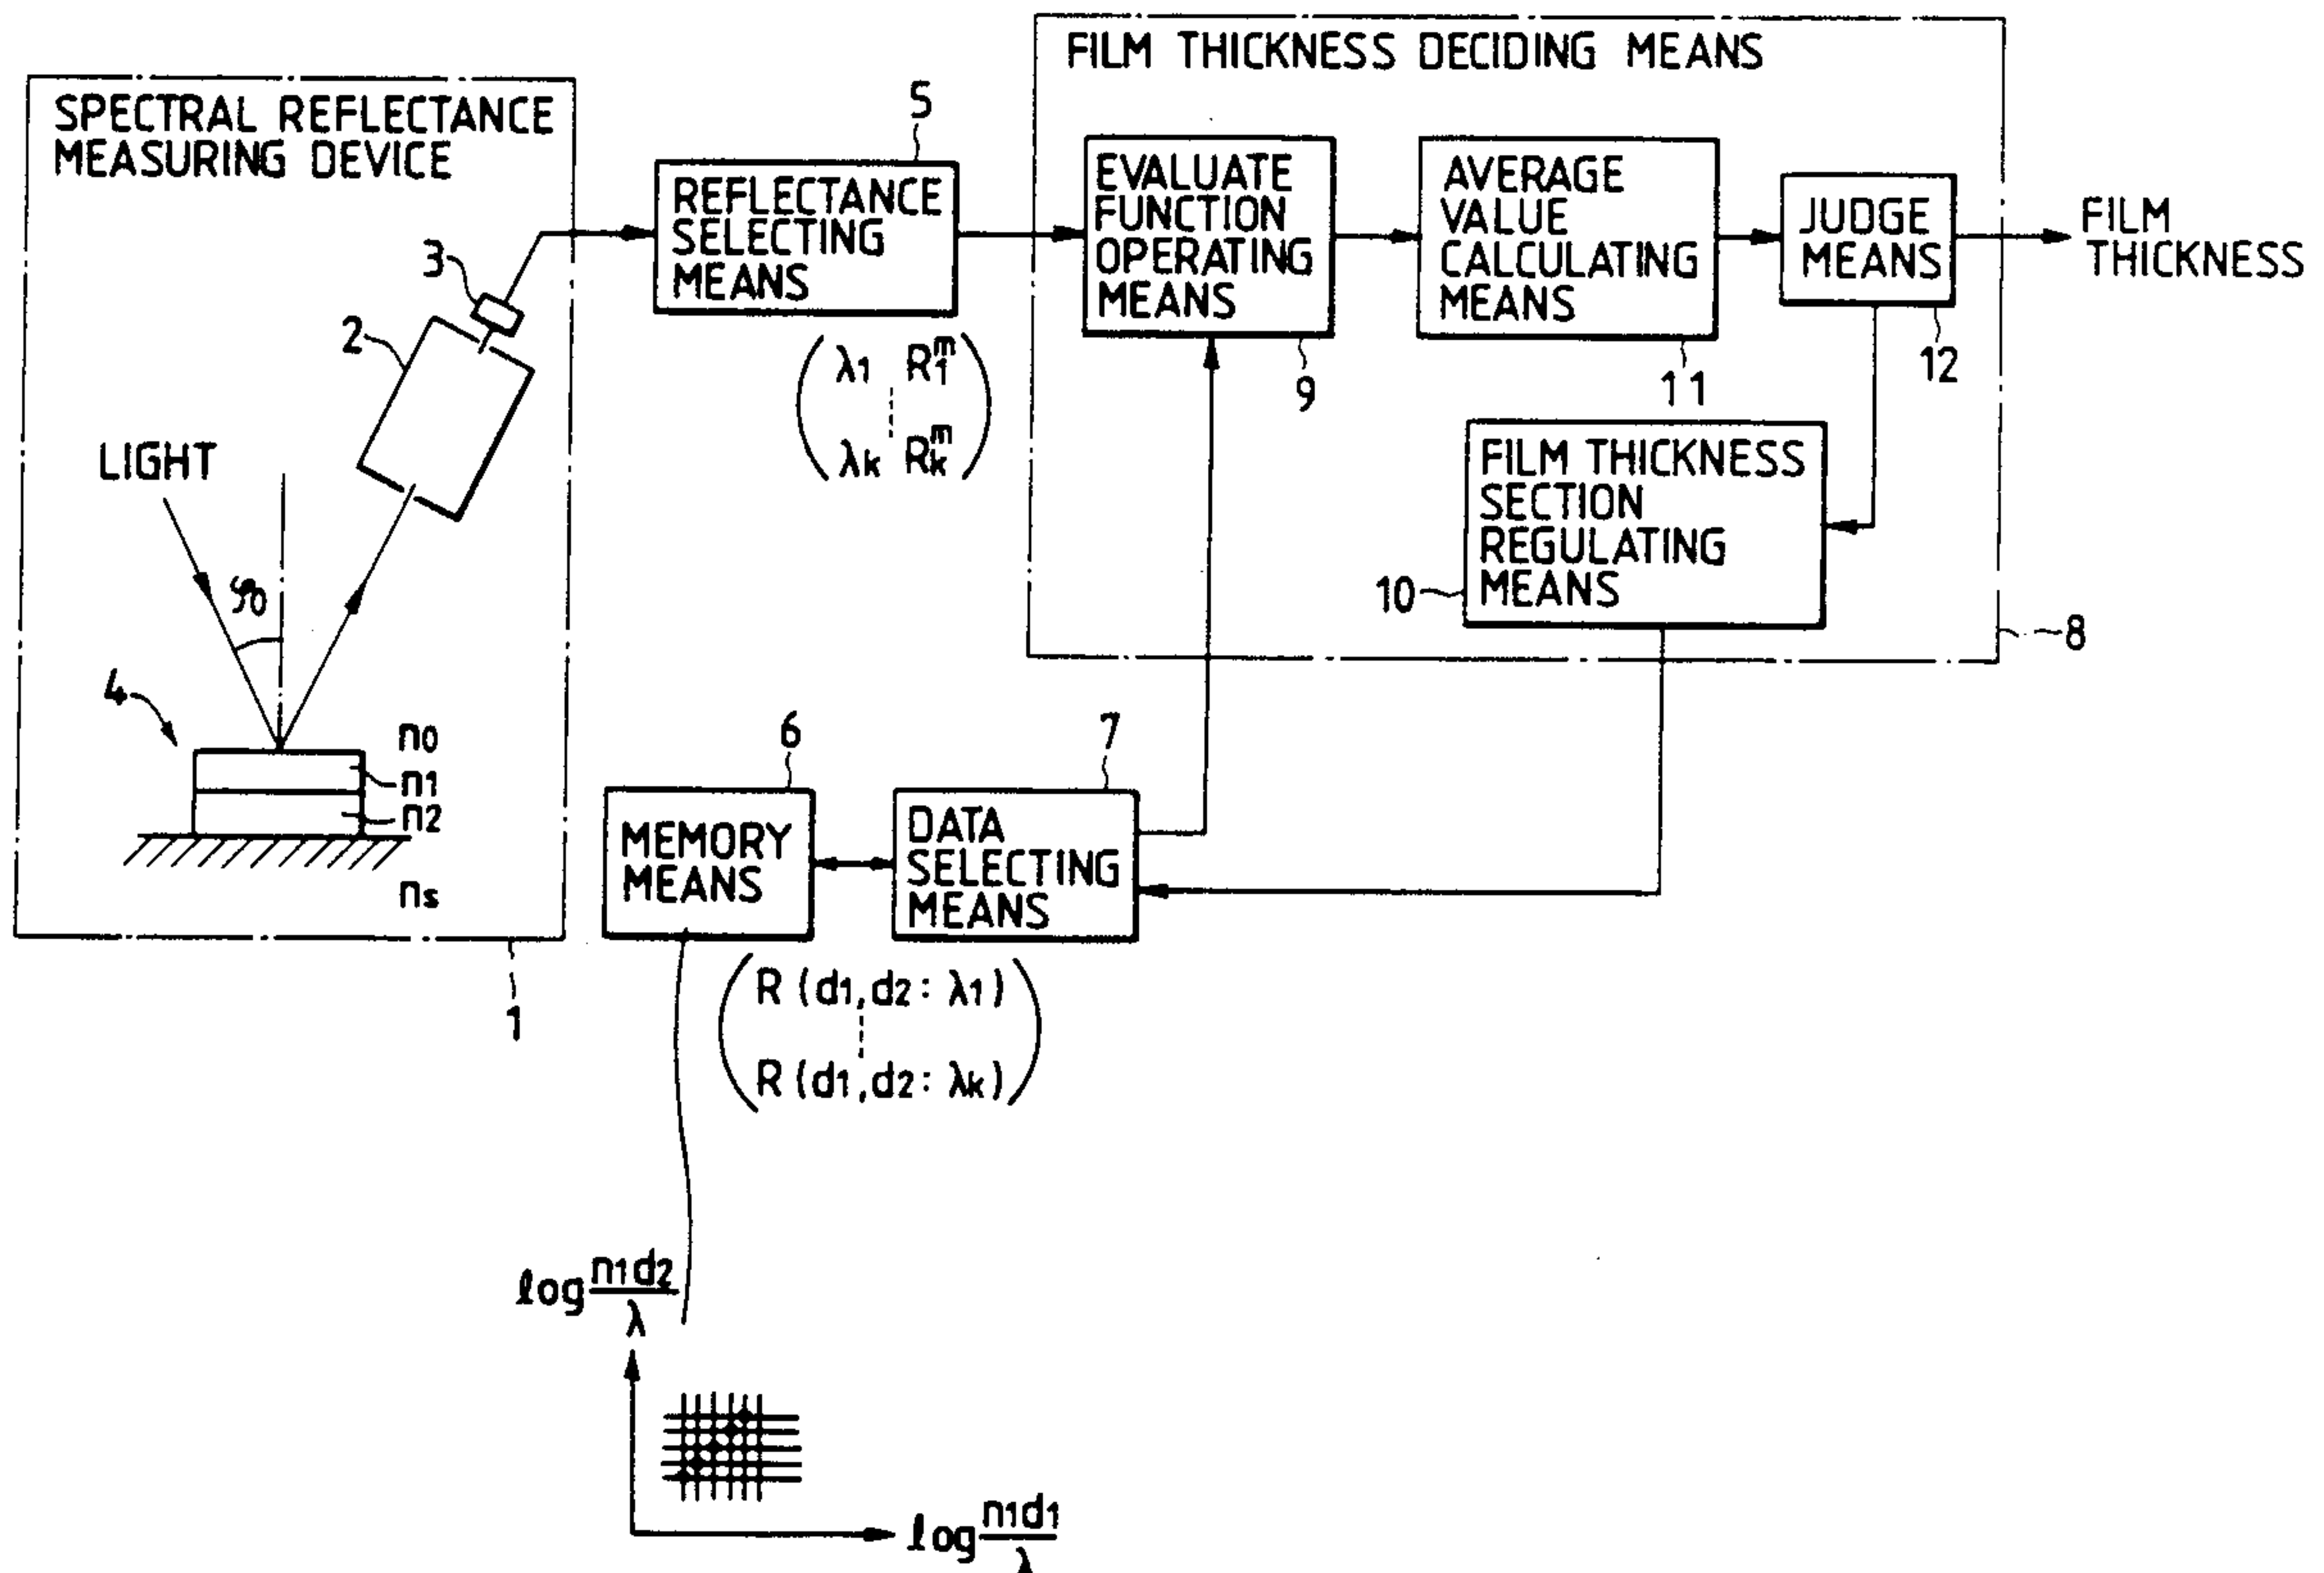 FILM THICKNESS DECIDING MEANS
SPECTRAL REFLECTANCE
MEASURING DEVICE
5
REFLECTANCE
SELECTING
MEANS
EVALUATE
FUNCTION
OPERATING
MEANS
AVERAGE
VALUE
CALCULATING
MEANS
JUDGE
MEANS
FILM
THICKNESS
3
2
λ1 R1^m
λk Rk^m
9
11
12
LIGHT
φ0
FILM THICKNESS
SECTION
REGULATING
MEANS
10
8
4
n0
n1
n2
ns
1
6
7
MEMORY
MEANS
DATA
SELECTING
MEANS
R (d1, d2 : λ1)
R (d1, d2 : λk)
log n1d2/λ
log n1d1/λ